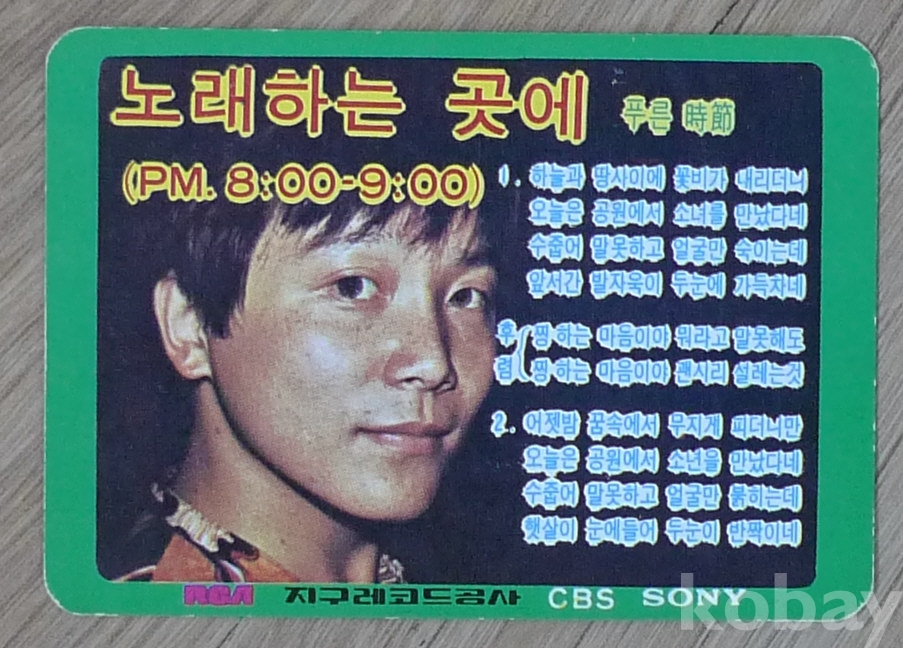 노래하는 곳에 푸른 時節
(PM. 8:00-9:00)
1. 하늘과 땅사이에 꽃비가 내리더니
오늘은 공원에서 소녀를 만났다네
수줍어 말못하고 얼굴만 숙이는데
앞서간 발자욱이 두눈에 가득차네
후렴 ( 찡하는 마음이야 뭐라고 말못해도
찡하는 마음이야 괜시리 설레는것
2. 어젯밤 꿈속에서 무지게 피더니만
오늘은 공원에서 소년을 만났다네
수줍어 말못하고 얼굴만 붉히는데
햇살이 눈에들어 두눈이 반짝이네
RCA 지구레코드공사 CBS SONY
kobay